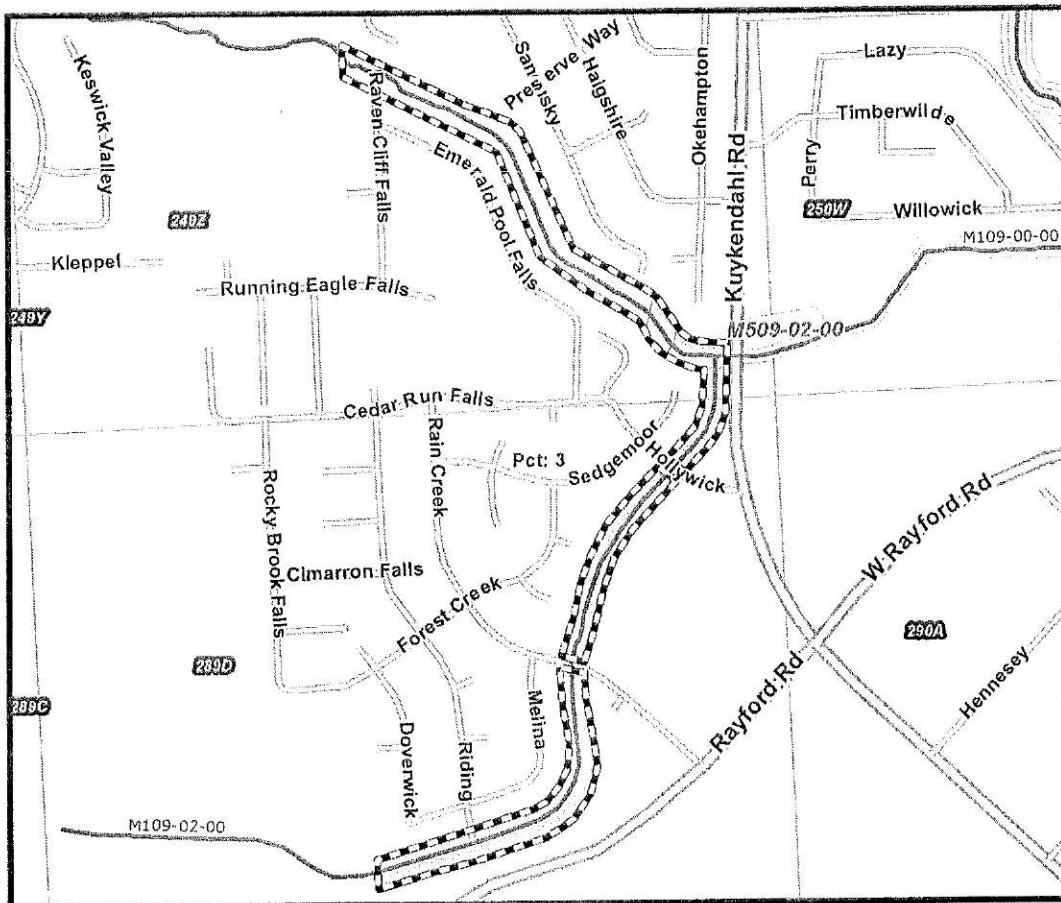 Keswick Valley
Raven Cliff Falls
Emerald Pool Falls
Sandusky
Preserve Way
Haigshire
Okehampton
Kuykendahl Rd
Lazy
Timberwilde
Perry
250W
Willowick
M109-00-00
249Z
Kleppel
Running Eagle Falls
249Y
M509-02-00
Cedar Run Falls
Rain Creek
Pct: 3
Sedgemoor
Hollywick
Rocky Brook Falls
Cimarron Falls
Forest Creek
W Rayford Rd
Rayford Rd
290A
Hennesey
289D
289C
Melina
Doverwick
Riding
M109-02-00